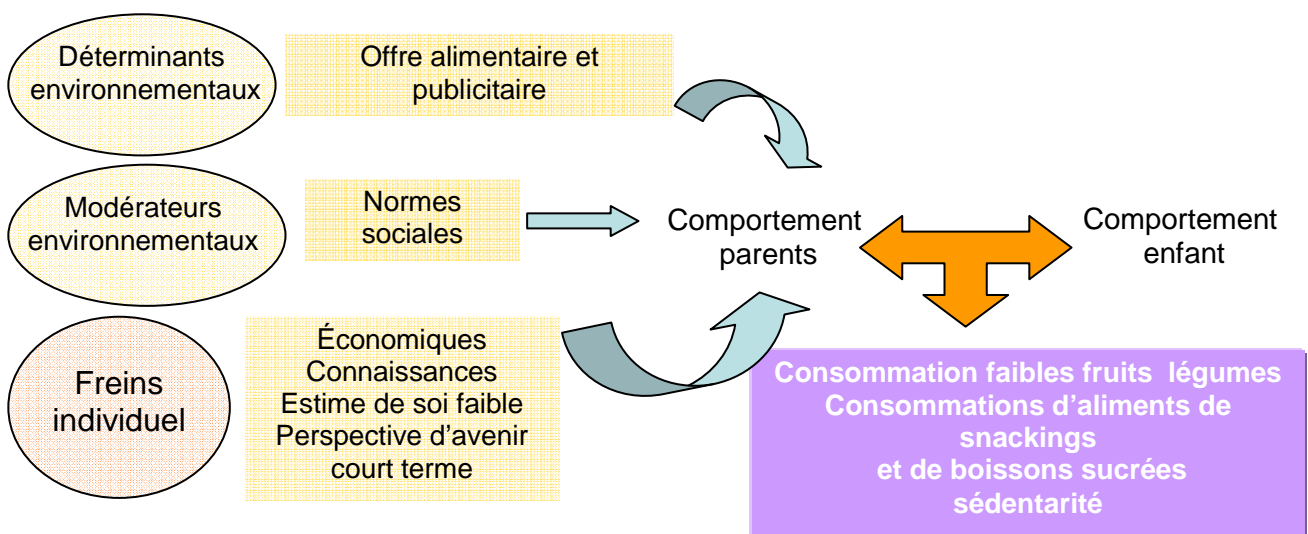 Déterminants
environnementaux
Offre alimentaire et
publicitaire
Modérateurs
environnementaux
Normes
sociales
Comportement
parents
Comportement
enfant
Freins
individuel
Économiques
Connaissances
Estime de soi faible
Perspective d'avenir
court terme
Consommation faibles fruits légumes
Consommations d'aliments de
snackings
et de boissons sucrées
sédentarité